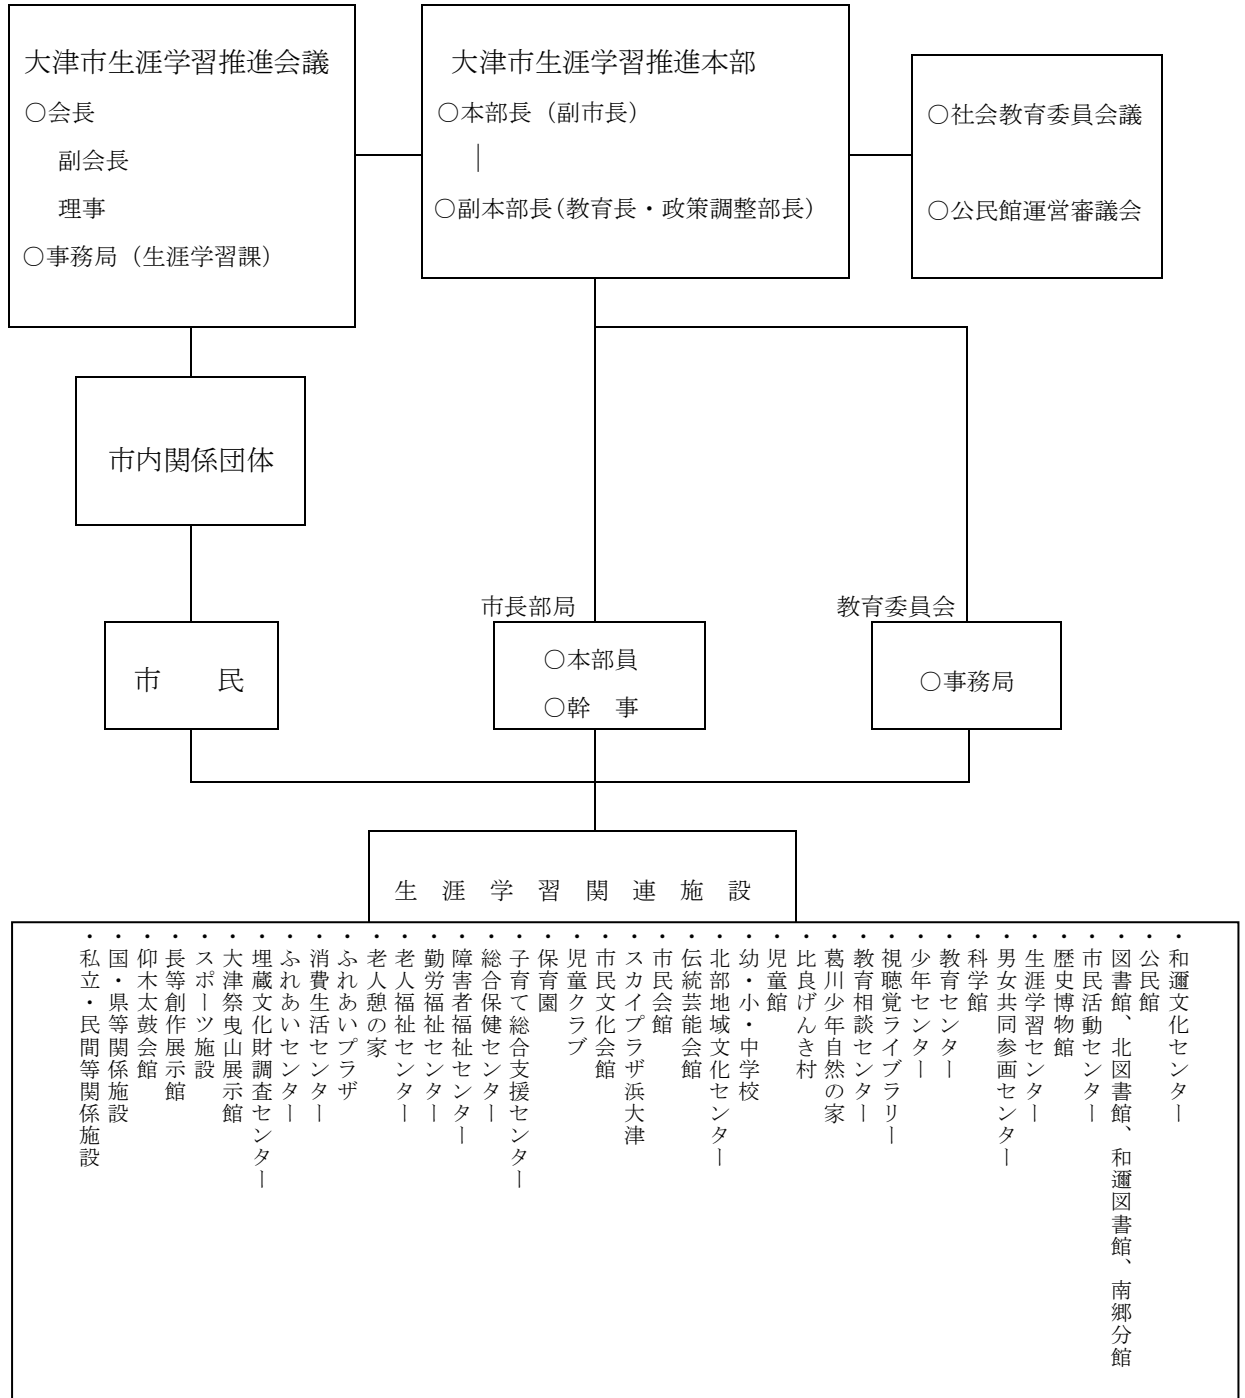 大津市生涯学習推進会議
○会長
副会長
理事
○事務局（生涯学習課）
大津市生涯学習推進本部
○本部長（副市長）
｜
○副本部長（教育長・政策調整部長）
○社会教育委員会議
○公民館運営審議会
市内関係団体
市長部局
教育委員会
市　民
○本部員
○幹　事
○事務局
生涯学習関連施設
・和邇文化センター
・公民館
・図書館、北図書館、和邇図書館、南郷分館
・市民活動センター
・歴史博物館
・生涯学習センター
・男女共同参画センター
・科学館
・教育センター
・少年センター
・視聴覚ライブラリー
・教育相談センター
・葛川少年自然の家
・比良げんき村
・児童館
・幼・小・中学校
・北部地域文化センター
・伝統芸能会館
・市民会館
・スカイプラザ浜大津
・市民文化会館
・児童クラブ
・保育園
・子育て総合支援センター
・総合保健センター
・障害者福祉センター
・勤労福祉センター
・老人福祉センター
・老人憩の家
・ふれあいプラザ
・消費生活センター
・ふれあいセンター
・埋蔵文化財調査センター
・大津祭曳山展示館
・スポーツ施設
・長等創作展示館
・仰木太鼓会館
・国・県等関係施設
・私立・民間等関係施設